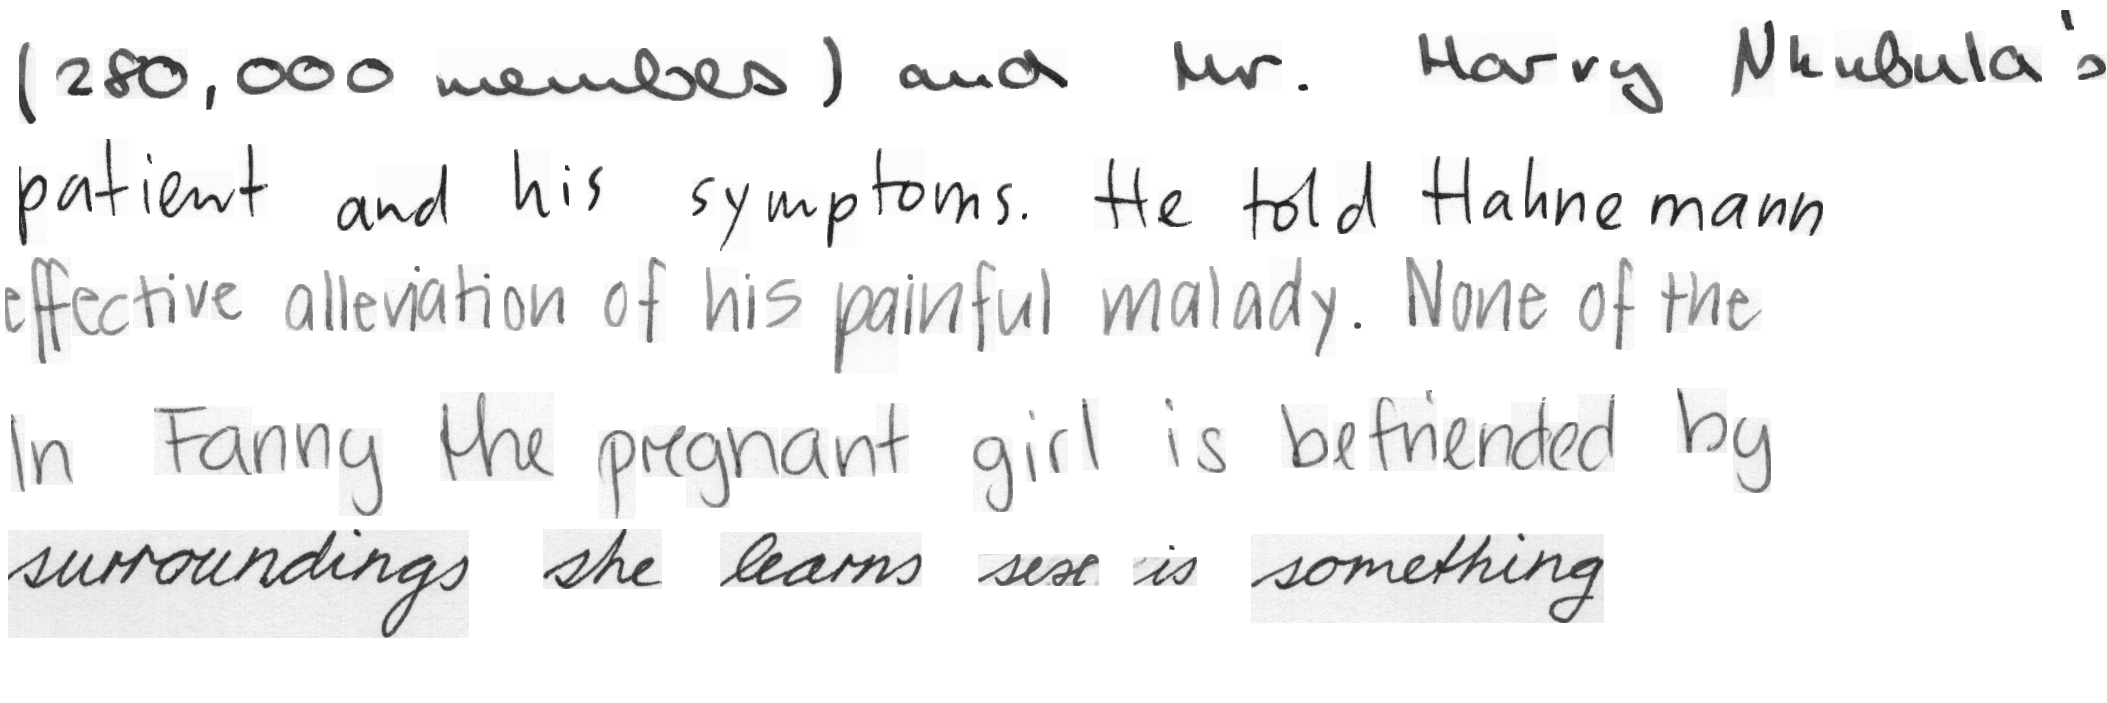 (280,000 membes) and Mr. Harry Nkubula's
patient and his symptoms. He told Hahnemann
effective alleviation of his painful malady. None of the
In Fanny the pregnant girl is befriended by
surroundings she learns sex is something